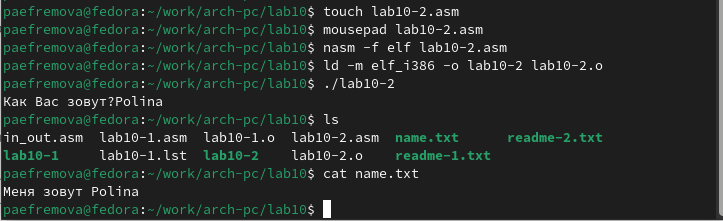 paefremova@fedora:~/work/arch-pc/lab10$ touch lab10-2.asm
paefremova@fedora:~/work/arch-pc/lab10$ mousepad lab10-2.asm
paefremova@fedora:~/work/arch-pc/lab10$ nasm -f elf lab10-2.asm
paefremova@fedora:~/work/arch-pc/lab10$ ld -m elf_i386 -o lab10-2 lab10-2.o
paefremova@fedora:~/work/arch-pc/lab10$ ./lab10-2
Как Вас зовут?Polina
paefremova@fedora:~/work/arch-pc/lab10$ ls
in_out.asm lab10-1.asm lab10-1.o lab10-2.asm name.txt readme-2.txt
lab10-1 lab10-1.lst lab10-2 lab10-2.o readme-1.txt
paefremova@fedora:~/work/arch-pc/lab10$ cat name.txt
Меня зовут Polina
paefremova@fedora:~/work/arch-pc/lab10$